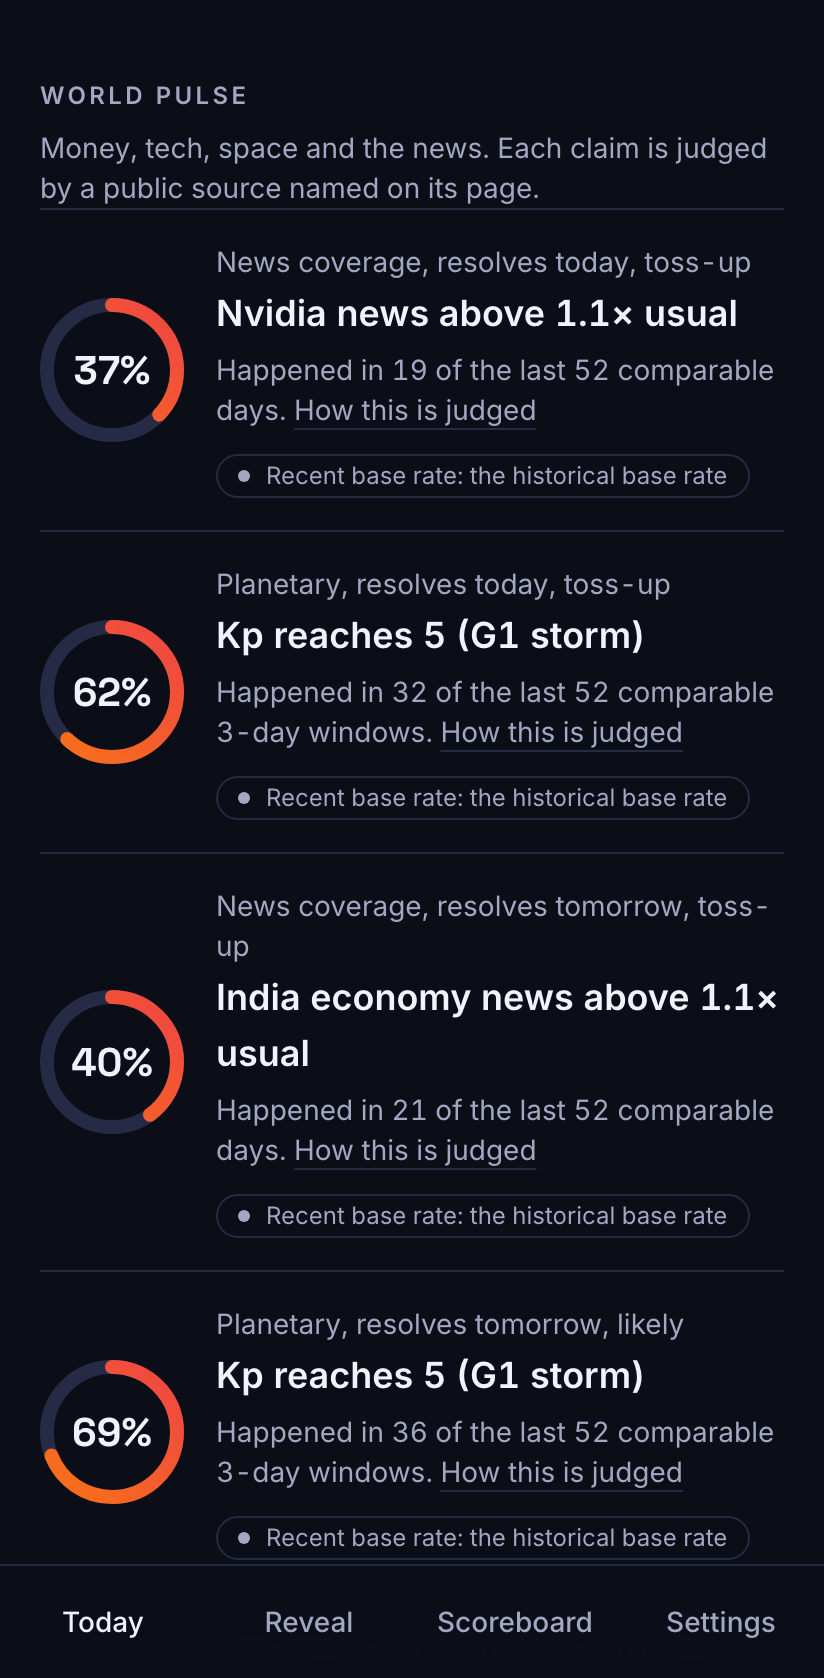 WORLD PULSE
Money, tech, space and the news. Each claim is judged
by a public source named on its page.
News coverage, resolves today, toss-up
Nvidia news above 1.1× usual
37%
Happened in 19 of the last 52 comparable
days. How this is judged
Recent base rate: the historical base rate
Planetary, resolves today, toss-up
Kp reaches 5 (G1 storm)
62%
Happened in 32 of the last 52 comparable
3-day windows. How this is judged
Recent base rate: the historical base rate
News coverage, resolves tomorrow, toss-
up
India economy news above 1.1×
usual
40%
Happened in 21 of the last 52 comparable
days. How this is judged
Recent base rate: the historical base rate
Planetary, resolves tomorrow, likely
Kp reaches 5 (G1 storm)
69%
Happened in 36 of the last 52 comparable
3-day windows. How this is judged
Recent base rate: the historical base rate
Today Reveal Scoreboard Settings